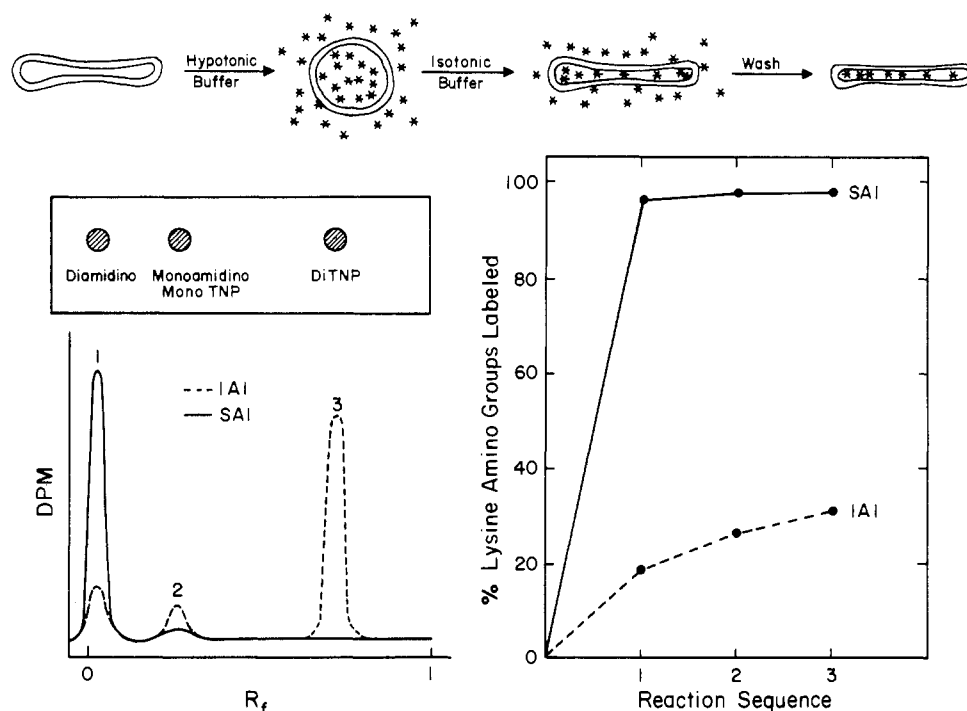 Hypotonic
Buffer
Isotonic
Buffer
Wash
Diamidino
Monoamidino
Mono TNP
DiTNP
1
2
3
IAI
SAI
DPM
0
1
Rf
100
80
60
40
20
0
% Lysine Amino Groups Labeled
SAI
IAI
1
2
3
Reaction Sequence